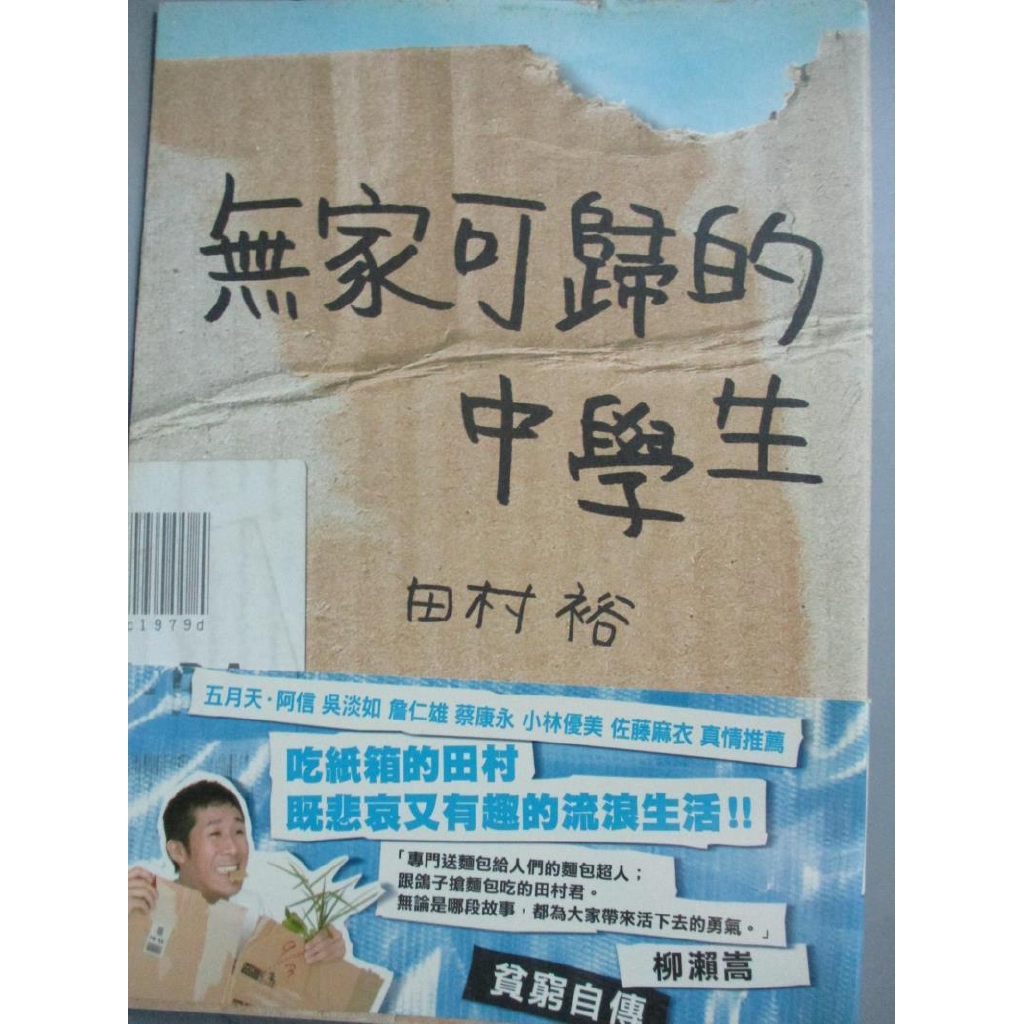 無家可歸的
中學生
田村 裕
c1979d
五月天・阿信 吳淡如 詹仁雄 蔡康永 小林優美 佐藤麻衣 真情推薦
吃紙箱的田村
既悲哀又有趣的流浪生活!!
「專門送麵包給人們的麵包超人；
跟鴿子搶麵包吃的田村君。
無論是哪段故事，都為大家帶來活下去的勇氣。」
柳瀨嵩
貧窮自傳